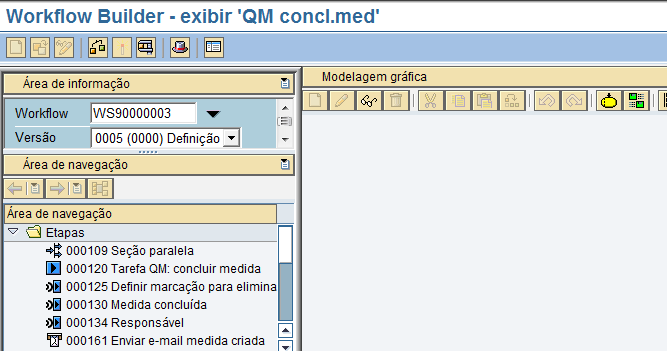 Workflow Builder - exibir 'QM concl.med'
Área de informação
Modelagem gráfica
Workflow WS90000003
Versão 0005 (0000) Definição
Área de navegação
Área de navegação
Etapas
000109 Seção paralela
000120 Tarefa QM: concluir medida
000125 Definir marcação para elimina
000130 Medida concluída
000134 Responsável
000161 Enviar e-mail medida criada